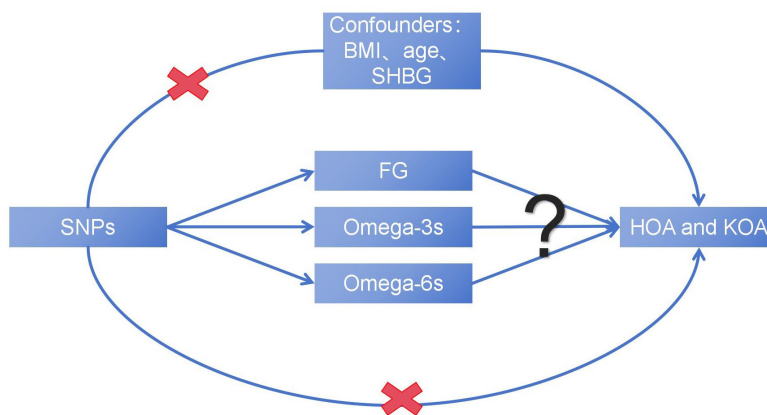 Confounders：
BMI、age、
SHBG
FG
SNPs
Omega-3s
?
HOA and KOA
Omega-6s